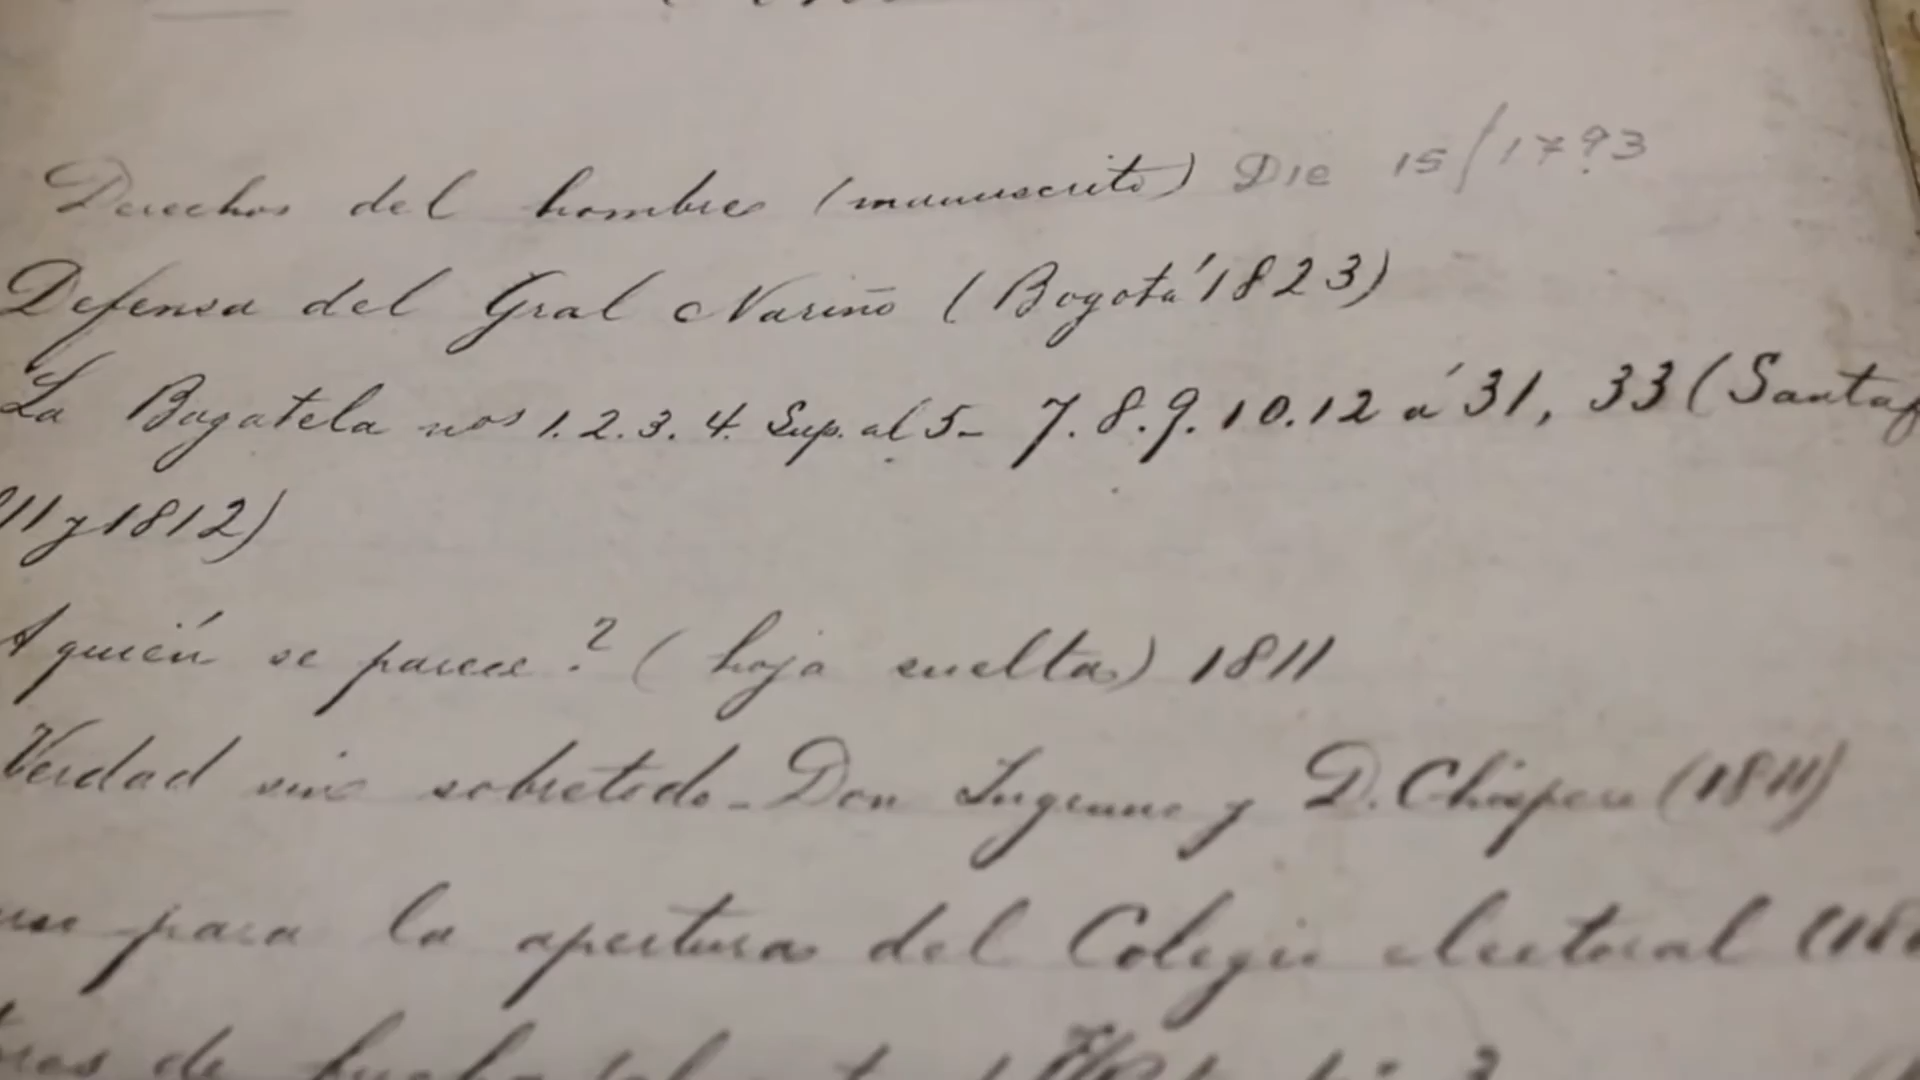 Derechos del hombre (manuscrito) Dic 15/1793
Defensa del Gral Nariño (Bogotá 1823)
La Bagatela nos 1. 2. 3. 4. Sup. al 5- 7. 8. 9. 10. 12 á 31, 33 (Santaf
11 y 1812)
A quién se parece? (hoja suelta) 1811
Verdad sin sobretodo - Don Ingenuo y D. Chispero (1811)
para la apertura del Colegio electoral (18
de